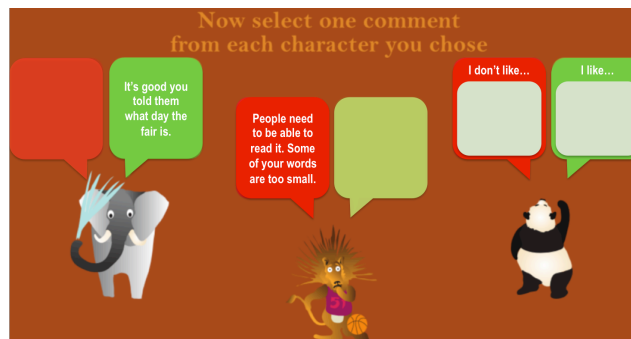 Now select one comment
from each character you chose
It's good you
told them
what day the
fair is.
People need
to be able to
read it. Some
of your words
are too small.
I don't like...
I like...